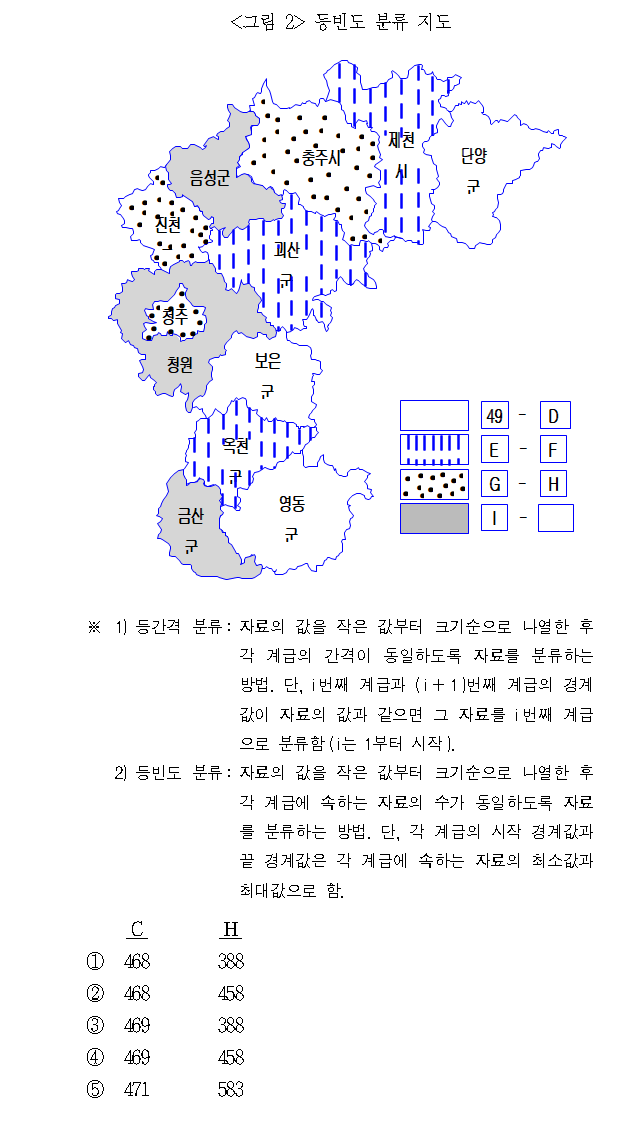 <그림 2> 등빈도 분류 지도
제천
시
단양
군
충주시
음성군
진천
괴산
군
청주
청원
보은
군
49 - D
옥천
군
E - F
G - H
금산
군
영동
군
I -
※ 1) 등간격 분류: 자료의 값을 작은 값부터 크기순으로 나열한 후
각 계급의 간격이 동일하도록 자료를 분류하는
방법. 단, i번째 계급과 (i+1)번째 계급의 경계
값이 자료의 값과 같으면 그 자료를 i번째 계급
으로 분류함(i는 1부터 시작).
2) 등빈도 분류: 자료의 값을 작은 값부터 크기순으로 나열한 후
각 계급에 속하는 자료의 수가 동일하도록 자료
를 분류하는 방법. 단, 각 계급의 시작 경계값과
끝 경계값은 각 계급에 속하는 자료의 최소값과
최대값으로 함.
C H
① 468 388
② 468 458
③ 469 388
④ 469 458
⑤ 471 583